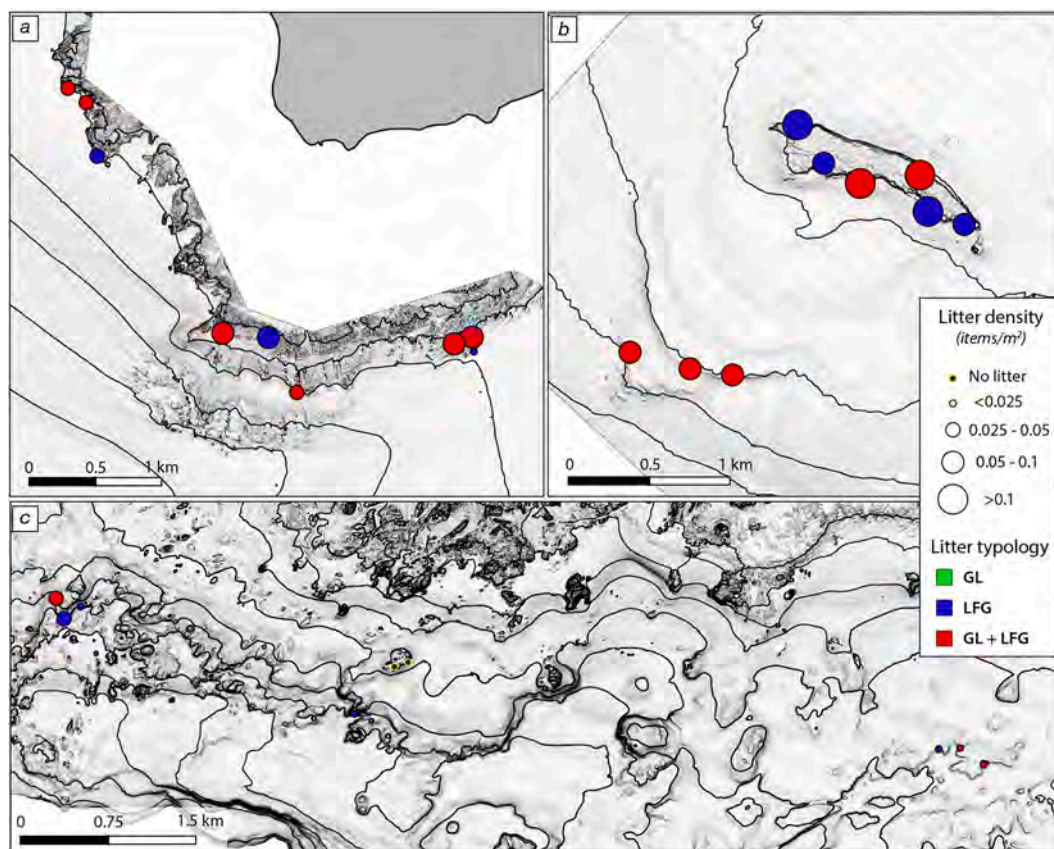 a
b
0
0.5
1 km
0
0.5
1 km
Litter density
(items/m²)
No litter
<0.025
0.025 - 0.05
0.05 - 0.1
>0.1
Litter typology
GL
LFG
GL + LFG
c
0
0.75
1.5 km